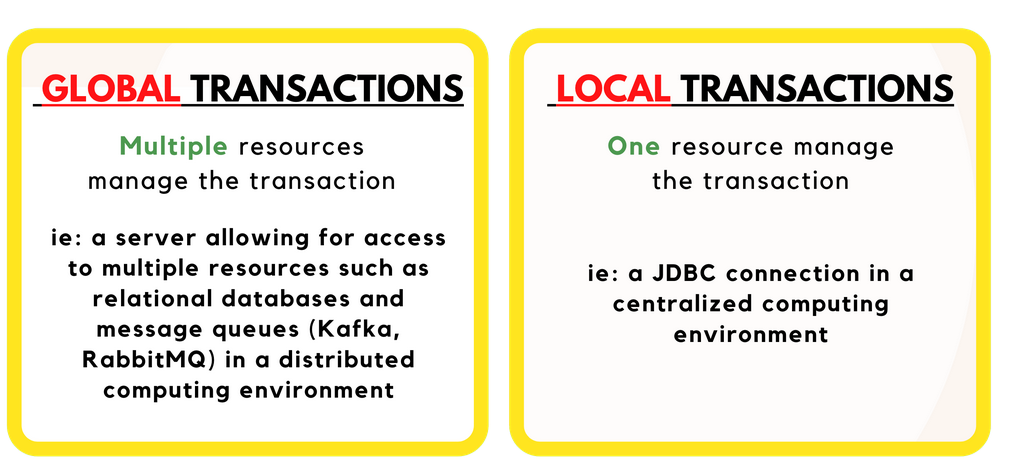 GLOBAL TRANSACTIONS
Multiple resources
manage the transaction
ie: a server allowing for access
to multiple resources such as
relational databases and
message queues (Kafka,
RabbitMQ) in a distributed
computing environment
LOCAL TRANSACTIONS
One resource manage
the transaction
ie: a JDBC connection in a
centralized computing
environment